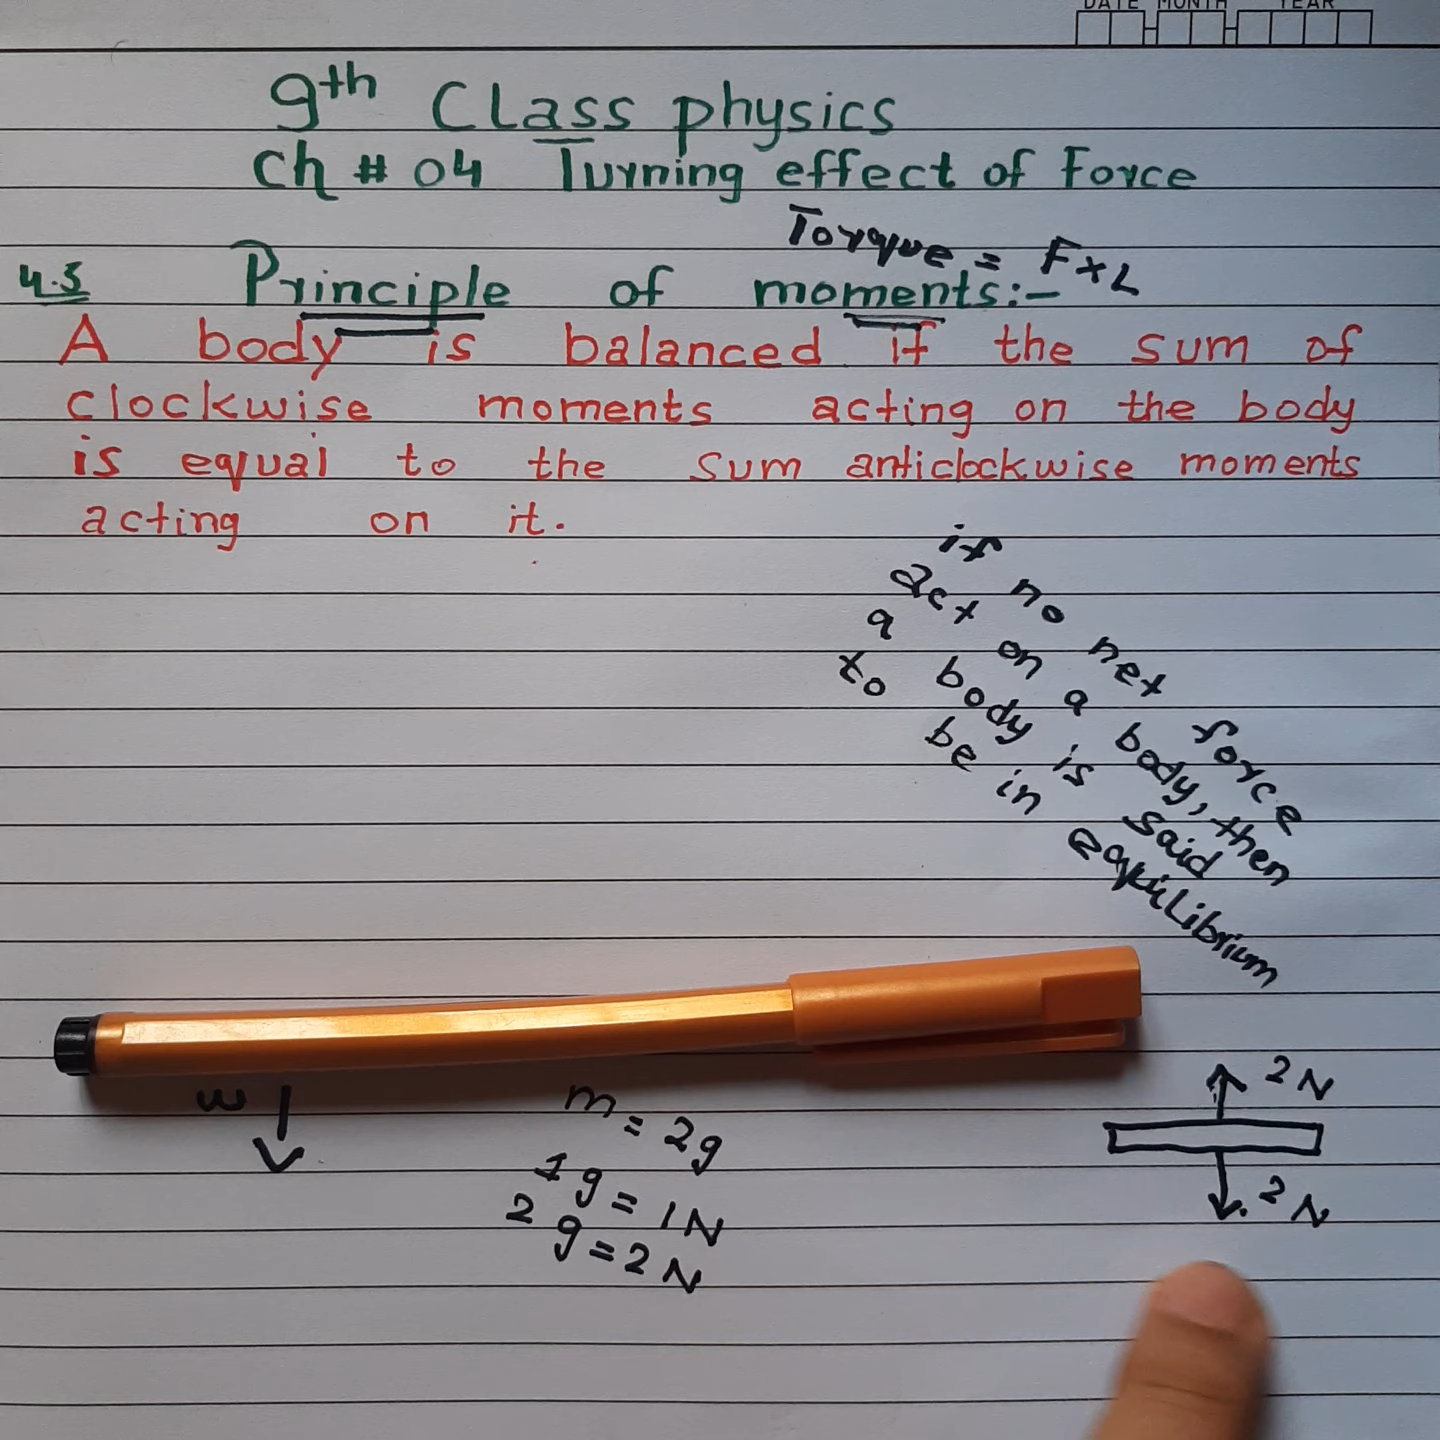 DATE MONTH YEAR
9th Class physics
Ch # 04 Turning effect of Force
Torque = F×L
4.5 Principle of moments:-
A body is balanced if the sum of
clockwise moments acting on the body
is equal to the sum anticlockwise moments
acting on it.
if no net force
act on a body, then
a body is said
to be in equilibrium
w
m = 2g
1g = 1N
2g = 2N
2N
2N